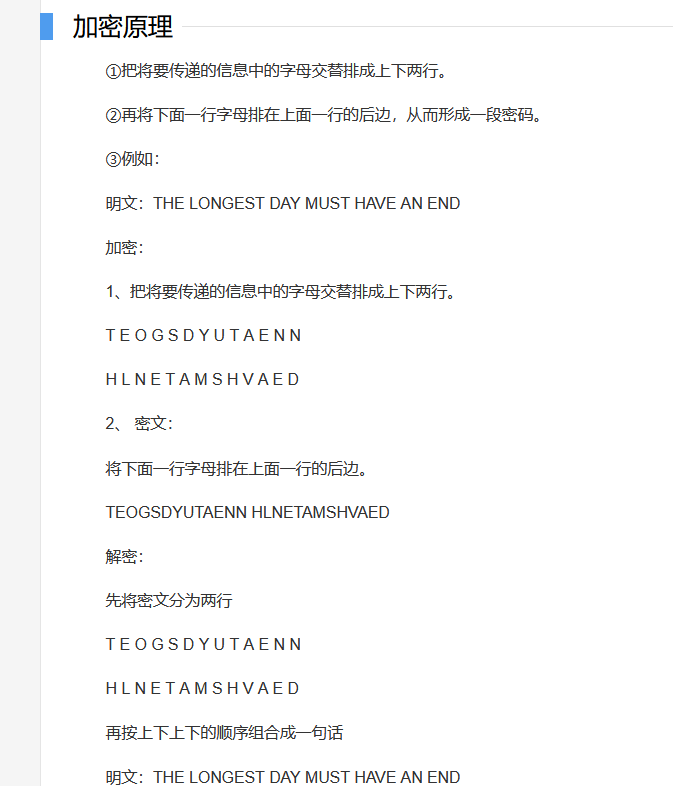 加密原理
①把将要传递的信息中的字母交替排成上下两行。
②再将下面一行字母排在上面一行的后边，从而形成一段密码。
③例如：
明文：THE LONGEST DAY MUST HAVE AN END
加密：
1、把将要传递的信息中的字母交替排成上下两行。
T E O G S D Y U T A E N N
H L N E T A M S H V A E D
2、 密文：
将下面一行字母排在上面一行的后边。
TEOGSDYUTAENN HLNETAMSHVAED
解密：
先将密文分为两行
T E O G S D Y U T A E N N
H L N E T A M S H V A E D
再按上下上下的顺序组合成一句话
明文：THE LONGEST DAY MUST HAVE AN END